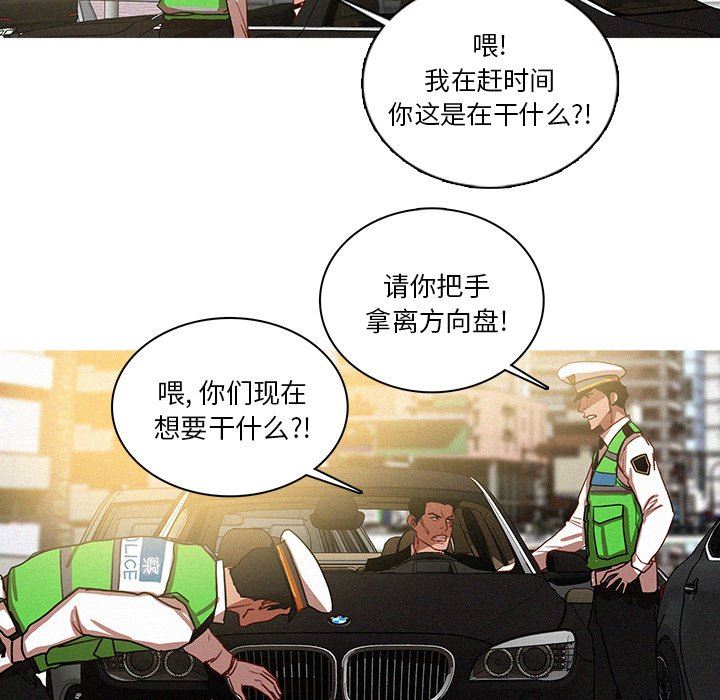 喂!
我在赶时间
你这是在干什么?!
请你把手
拿离方向盘!
喂, 你们现在
想要干什么?!
POLICE